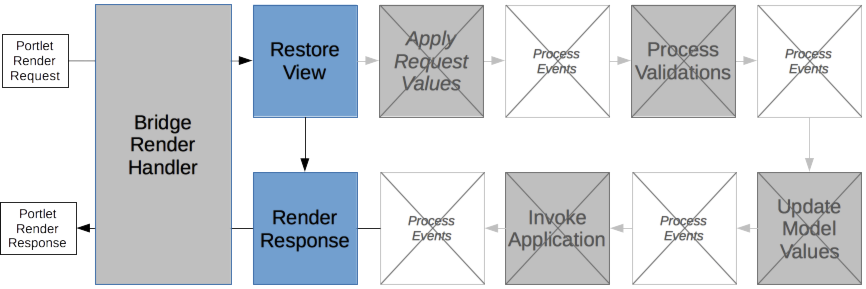 Portlet
Render
Request
Bridge
Render
Handler
Restore
View
Apply
Request
Values
Process
Events
Process
Validations
Process
Events
Portlet
Render
Response
Render
Response
Process
Events
Invoke
Application
Process
Events
Update
Model
Values